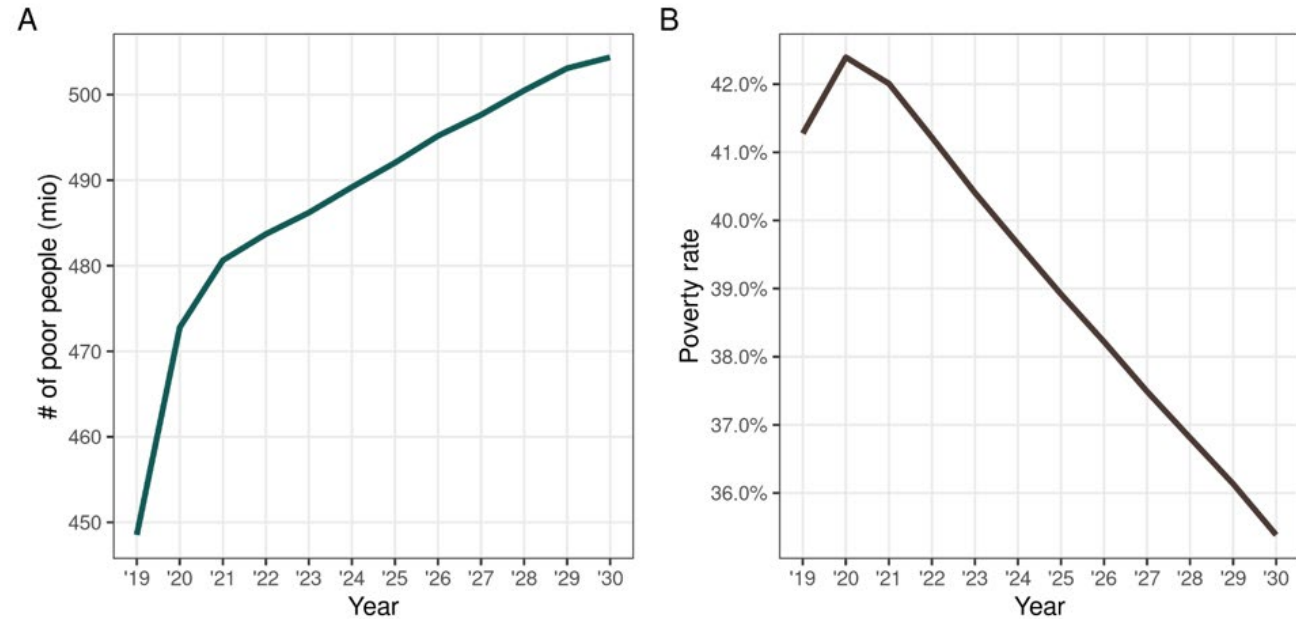 A
# of poor people (mio)
500
490
480
470
460
450
'19 '20 '21 '22 '23 '24 '25 '26 '27 '28 '29 '30
Year
B
Poverty rate
42.0%
41.0%
40.0%
39.0%
38.0%
37.0%
36.0%
'19 '20 '21 '22 '23 '24 '25 '26 '27 '28 '29 '30
Year